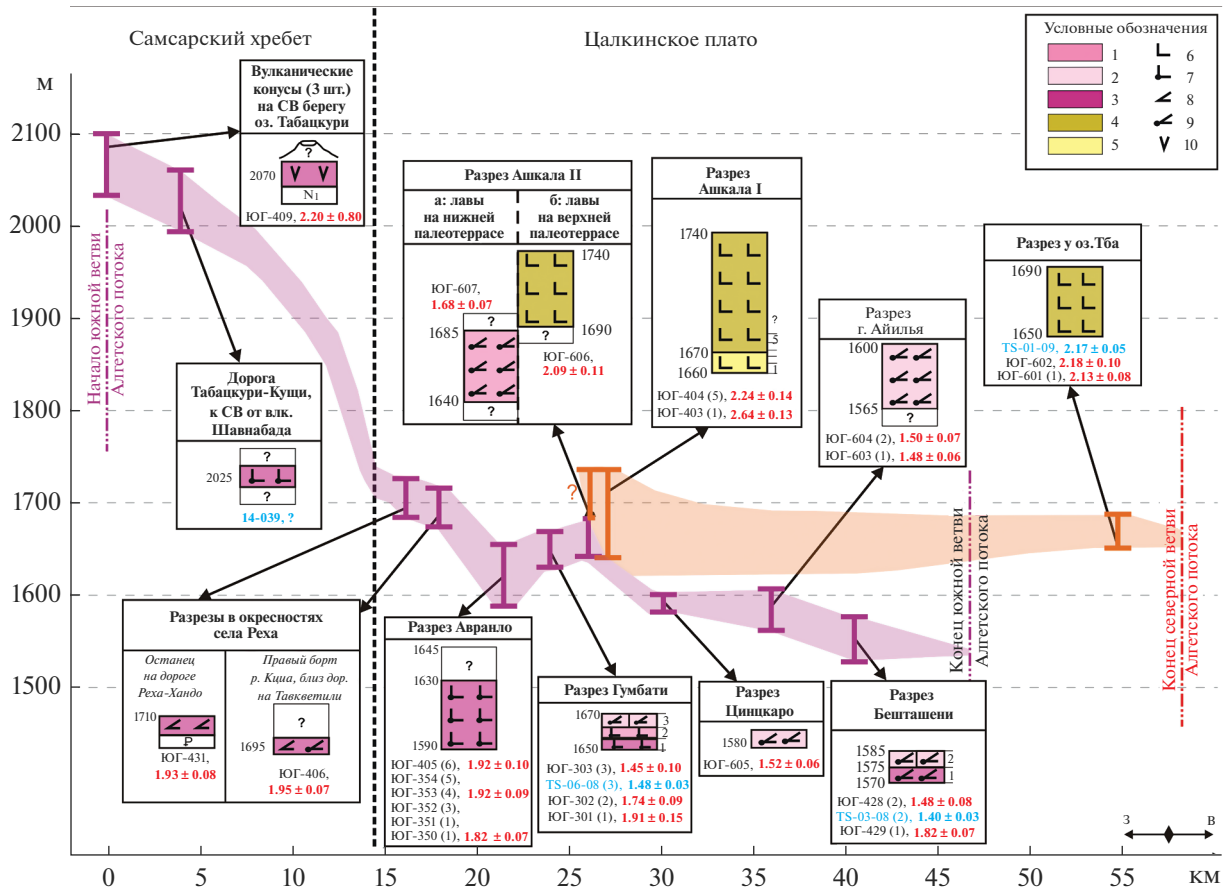 Самсарский хребет
Цалкинское плато
Условные обозначения
1
2
3
4
5
6
7
8
9
10
м
2100
2000
1900
1800
1700
1600
1500
Начало южной ветви
Алгетского потока
Вулканические
конусы (3 шт.)
на СВ берегу
оз. Табацкури
?
2070
N1
ЮГ-409, 2.20 ± 0.80
Дорога
Табацкури-Кущи,
к СВ от влк.
Шавнабада
?
2025
?
14-039, ?
Разрез Ашкала II
а: лавы
на нижней
палеотеррасе
б: лавы
на верхней
палеотеррасе
ЮГ-607,
1.68 ± 0.07
?
1685
1640
?
1740
1690
?
ЮГ-606,
2.09 ± 0.11
Разрез
Ашкала I
1740
?
5
1670
1
1660
ЮГ-404 (5), 2.24 ± 0.14
ЮГ-403 (1), 2.64 ± 0.13
Разрез
г. Айилья
1600
1565
?
ЮГ-604 (2), 1.50 ± 0.07
ЮГ-603 (1), 1.48 ± 0.06
Разрез у оз.Тба
1690
1650
TS-01-09, 2.17 ± 0.05
ЮГ-602, 2.18 ± 0.10
ЮГ-601 (1), 2.13 ± 0.08
?
Конец южной ветви
Алгетского потока
Конец северной ветви
Алгетского потока
Разрезы в окресностях
села Реха
Останец
на дороге
Реха-Хандо
1710
ЮГ-431,
1.93 ± 0.08
Правый борт
р. Кциа, близ дор.
на Тавкветили
?
1695
ЮГ-406,
1.95 ± 0.07
Разрез Авранло
1645
?
1630
1590
ЮГ-405 (6), 1.92 ± 0.10
ЮГ-354 (5),
ЮГ-353 (4), 1.92 ± 0.09
ЮГ-352 (3),
ЮГ-351 (1),
ЮГ-350 (1), 1.82 ± 0.07
Разрез Гумбати
1670
3
2
1650
1
ЮГ-303 (3) 1.45 ± 0.10
TS-06-08 (3), 1.48 ± 0.03
ЮГ-302 (2) 1.74 ± 0.09
ЮГ-301 (1), 1.91 ± 0.15
Разрез
Цинцкаро
1580
ЮГ-605, 1.52 ± 0.06
Разрез
Бешташени
1585
2
1575
1
1570
ЮГ-428 (2), 1.48 ± 0.08
TS-03-08 (2), 1.40 ± 0.03
ЮГ-429 (1), 1.82 ± 0.07
З
В
0
5
10
15
20
25
30
35
40
45
50
55
км